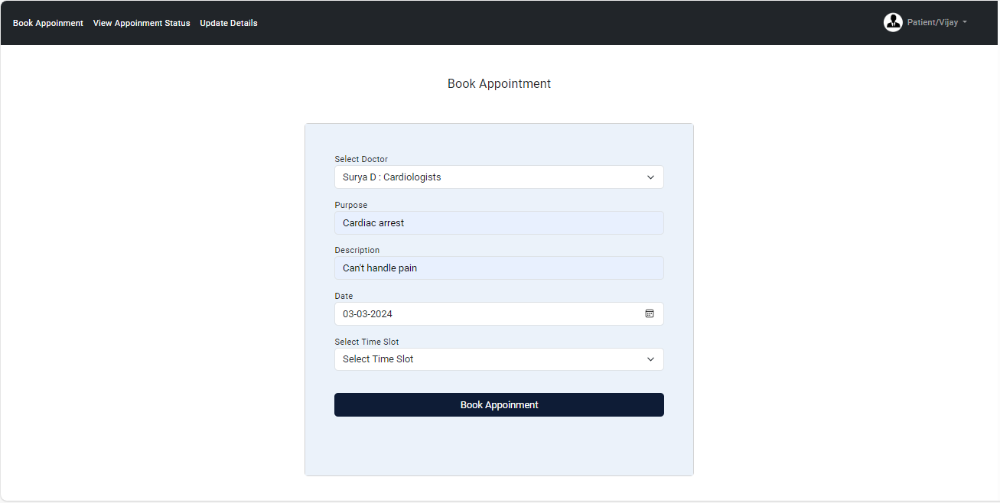 Book Appoinment View Appoinment Status Update Details Patient/Vijay
Book Appointment
Select Doctor
Surya D : Cardiologists
Purpose
Cardiac arrest
Description
Can't handle pain
Date
03-03-2024
Select Time Slot
Select Time Slot
Book Appoinment